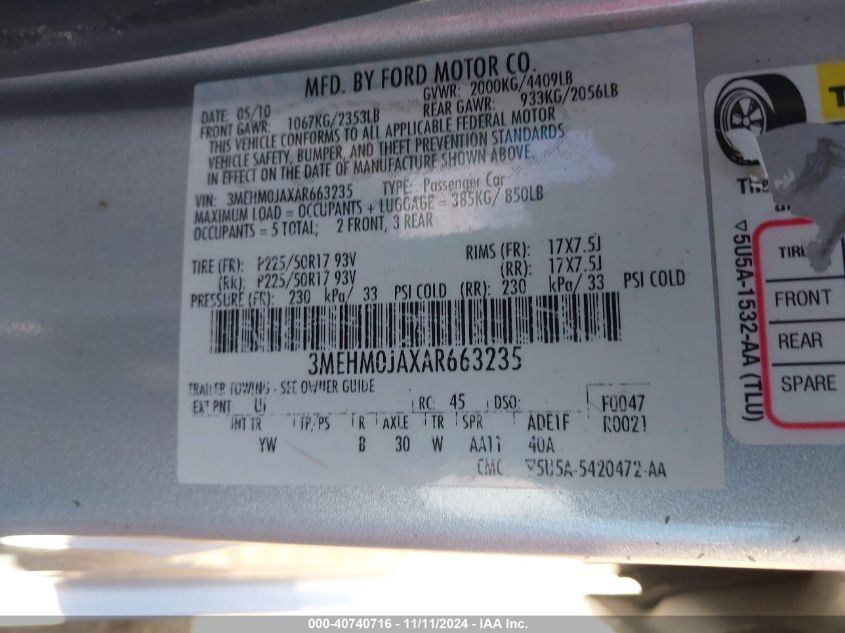 MFD. BY FORD MOTOR CO.
DATE: 05/10 GVWR: 2000KG/4409LB
FRONT GAWR: 1067KG/2353LB REAR GAWR: 933KG/2056LB
THIS VEHICLE CONFORMS TO ALL APPLICABLE FEDERAL MOTOR
VEHICLE SAFETY, BUMPER, AND THEFT PREVENTION STANDARDS
IN EFFECT ON THE DATE OF MANUFACTURE SHOWN ABOVE.
VIN: 3MEHM0JAXAR663235 TYPE: Passenger Car
MAXIMUM LOAD = OCCUPANTS + LUGGAGE = 385KG/ 850LB
OCCUPANTS = 5 TOTAL; 2 FRONT, 3 REAR
TIRE (FR): P225/50R17 93V RIMS (FR): 17X7.5J
(RR): P225/50R17 93V (RR): 17X7.5J
PRESSURE (FR): 230 kPa/ 33 PSI COLD (RR): 230 kPa/ 33 PSI COLD
3MEHM0JAXAR663235
TRAILER TOWING - SEE OWNER GUIDE
EXT PNT RC: 45 DSO: F0047
INT TR TP/PS R AXLE TR SPR ADE1F R0021
YW B 30 W AA11 40A
CMC ▽5U5A-5420472-AA
▽5U5A-1532-AA (TLU)
FRONT
REAR
SPARE
000-40740716 - 11/11/2024 - IAA Inc.